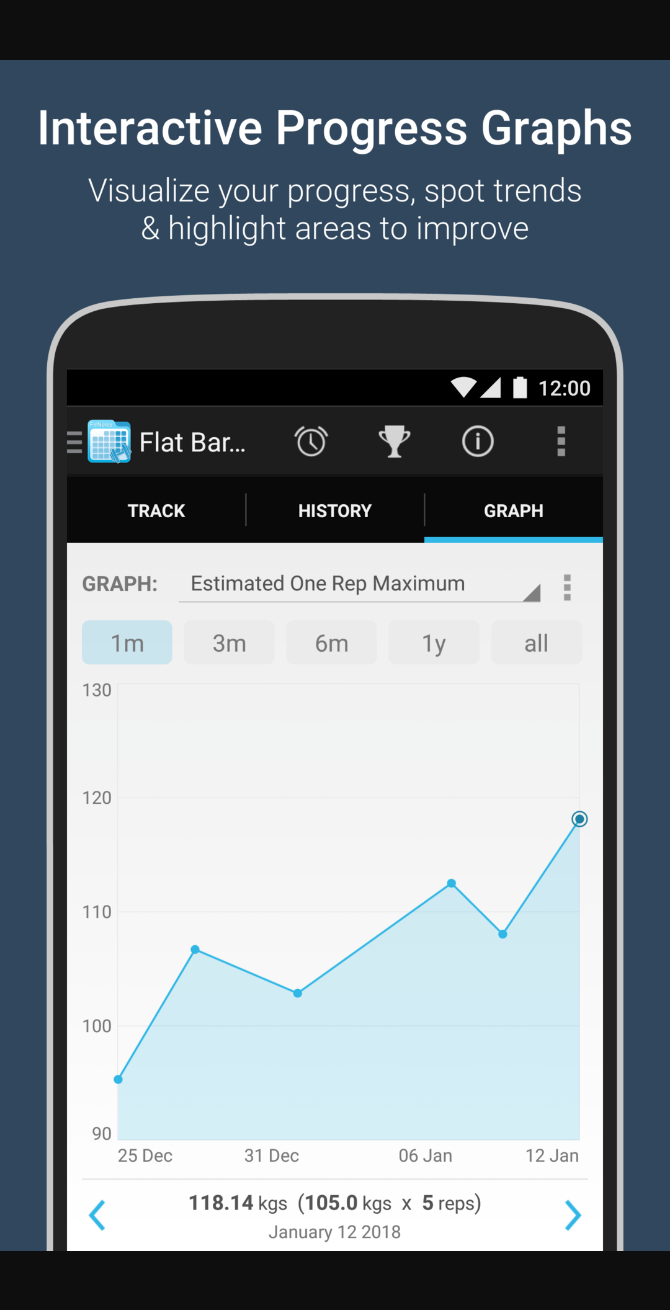 Interactive Progress Graphs
Visualize your progress, spot trends
& highlight areas to improve
12:00
Flat Bar...
TRACK HISTORY GRAPH
GRAPH: Estimated One Rep Maximum
1m 3m 6m 1y all
130
120
110
100
90
25 Dec 31 Dec 06 Jan 12 Jan
118.14 kgs (105.0 kgs x 5 reps)
January 12 2018